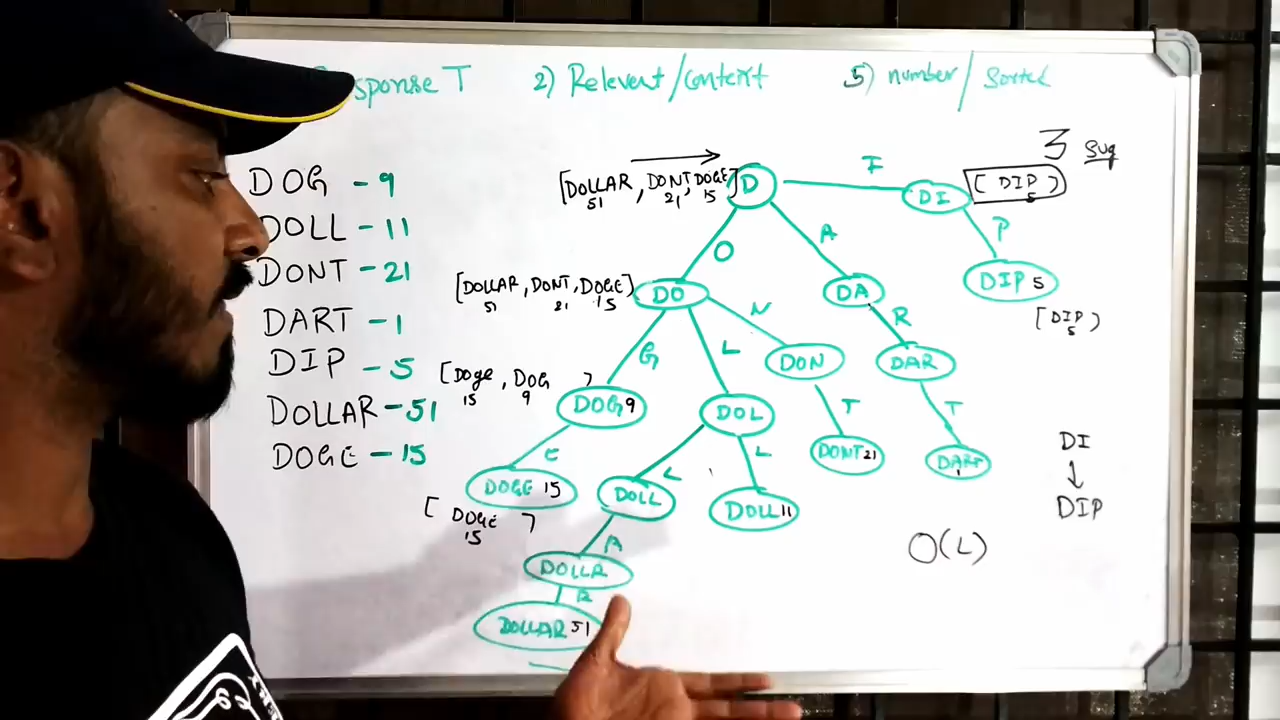 sponse T 2) Relevent/context 5) number/ Sorted
3 sug
DOG - 9
DOLL - 11
DONT - 21
DART - 1
DIP - 5
DOLLAR - 51
DOGE - 15
[DOLLAR, DONT, DOGE]
51 21 15
D
I
DI
[DIP]
5
O
A
P
DIP 5
[DIP)
5
[DOLLAR, DONT, DOGE]
51 21 15
DO
DA
G
L
N
R
[Doge, DOG ]
15 9
DOG 9
DOL
DON
DAR
E
L
L
T
T
DOGE 15
[ DOGE ]
15
DOLL
DOLL 11
DONT 21
DART
1
A
DOLLA
R
DOLLAR 51
DI
↓
DIP
O(L)